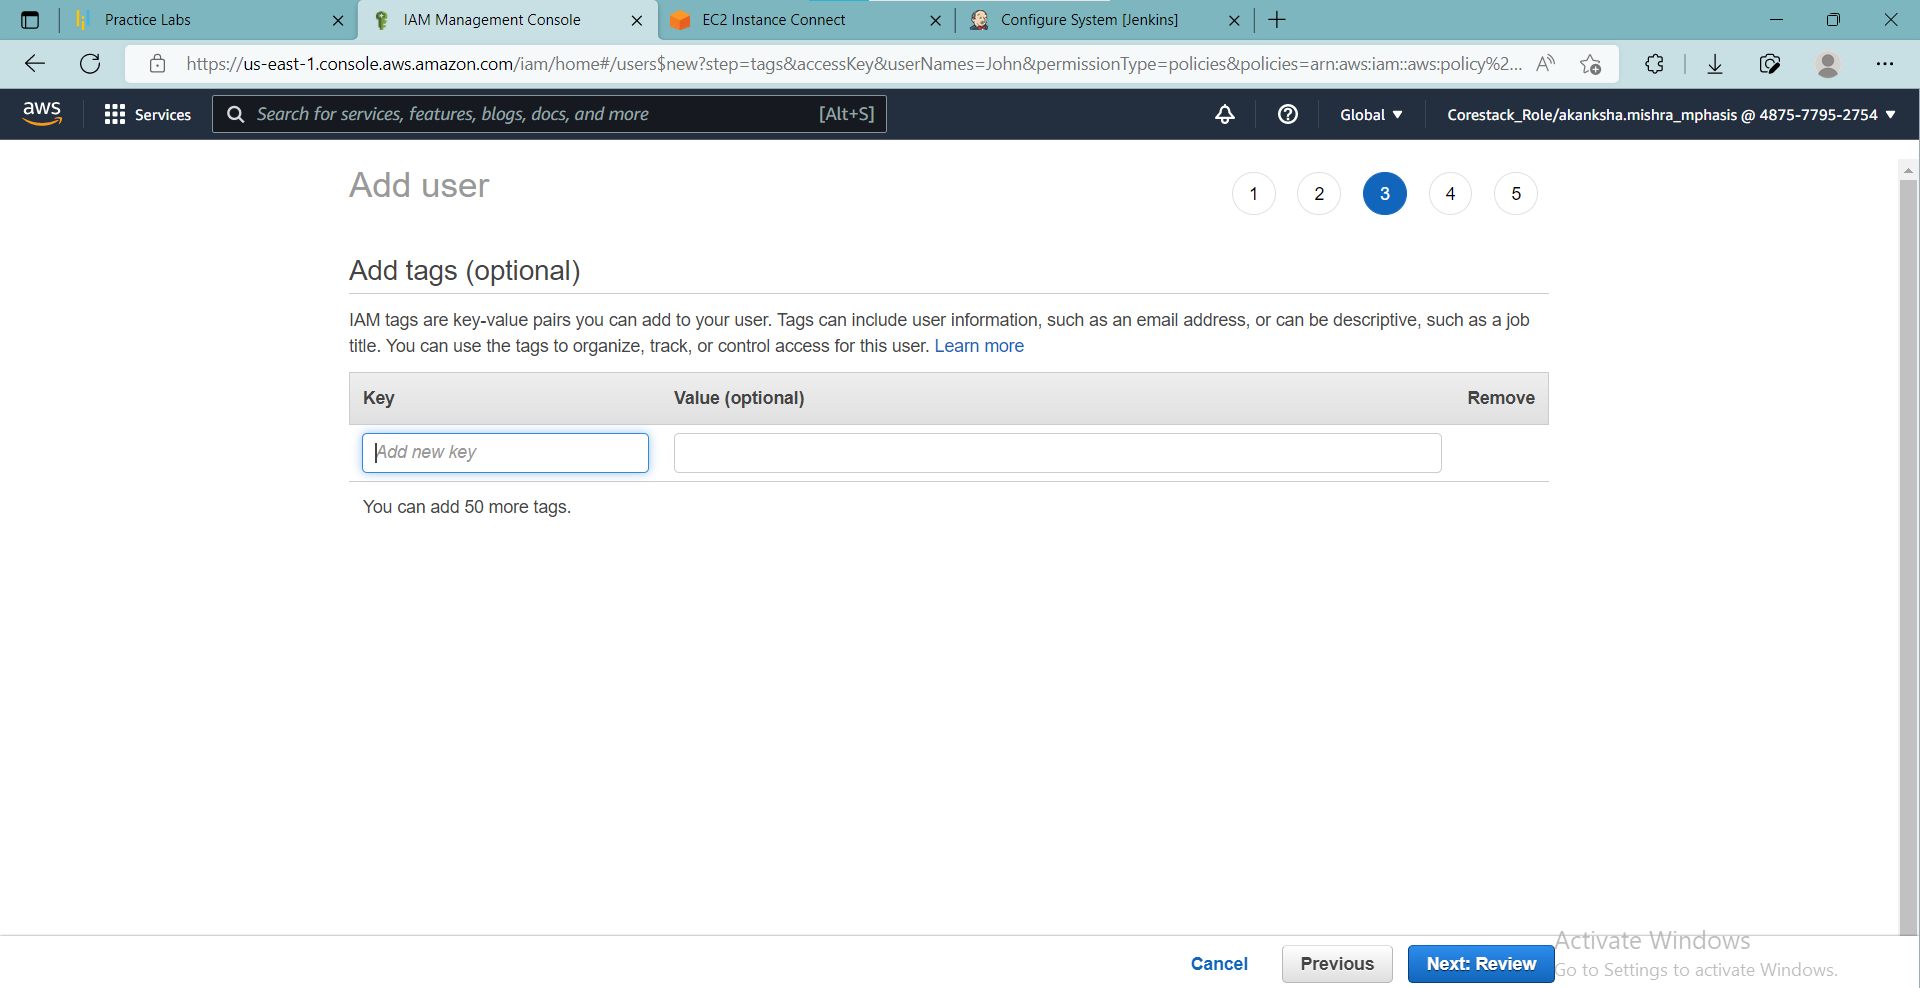 Practice Labs
IAM Management Console
EC2 Instance Connect
Configure System [Jenkins]
https://us-east-1.console.aws.amazon.com/iam/home#/users$new?step=tags&accessKey&userNames=John&permissionType=policies&policies=arn:aws:iam::aws:policy%2...
aws
Services
Search for services, features, blogs, docs, and more
[Alt+S]
Global
Corestack_Role/akanksha.mishra_mphasis @ 4875-7795-2754
Add user
1 2 3 4 5
Add tags (optional)
IAM tags are key-value pairs you can add to your user. Tags can include user information, such as an email address, or can be descriptive, such as a job
title. You can use the tags to organize, track, or control access for this user. Learn more
Key Value (optional) Remove
Add new key
You can add 50 more tags.
Cancel Previous Next: Review
Activate Windows
Go to Settings to activate Windows.